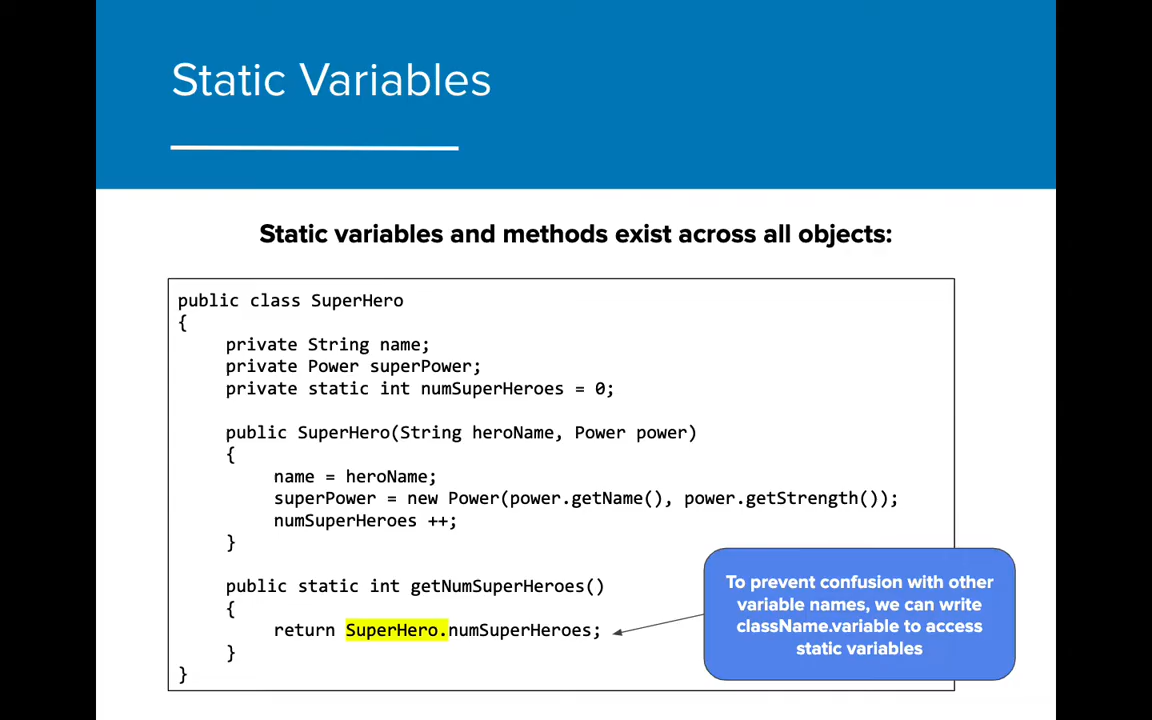 Static Variables
Static variables and methods exist across all objects:
public class SuperHero
{
    private String name;
    private Power superPower;
    private static int numSuperHeroes = 0;
    public SuperHero(String heroName, Power power)
    {
        name = heroName;
        superPower = new Power(power.getName(), power.getStrength());
        numSuperHeroes ++;
    }
    public static int getNumSuperHeroes()
    {
        return SuperHero.numSuperHeroes;
    }
}
To prevent confusion with other
variable names, we can write
className.variable to access
static variables